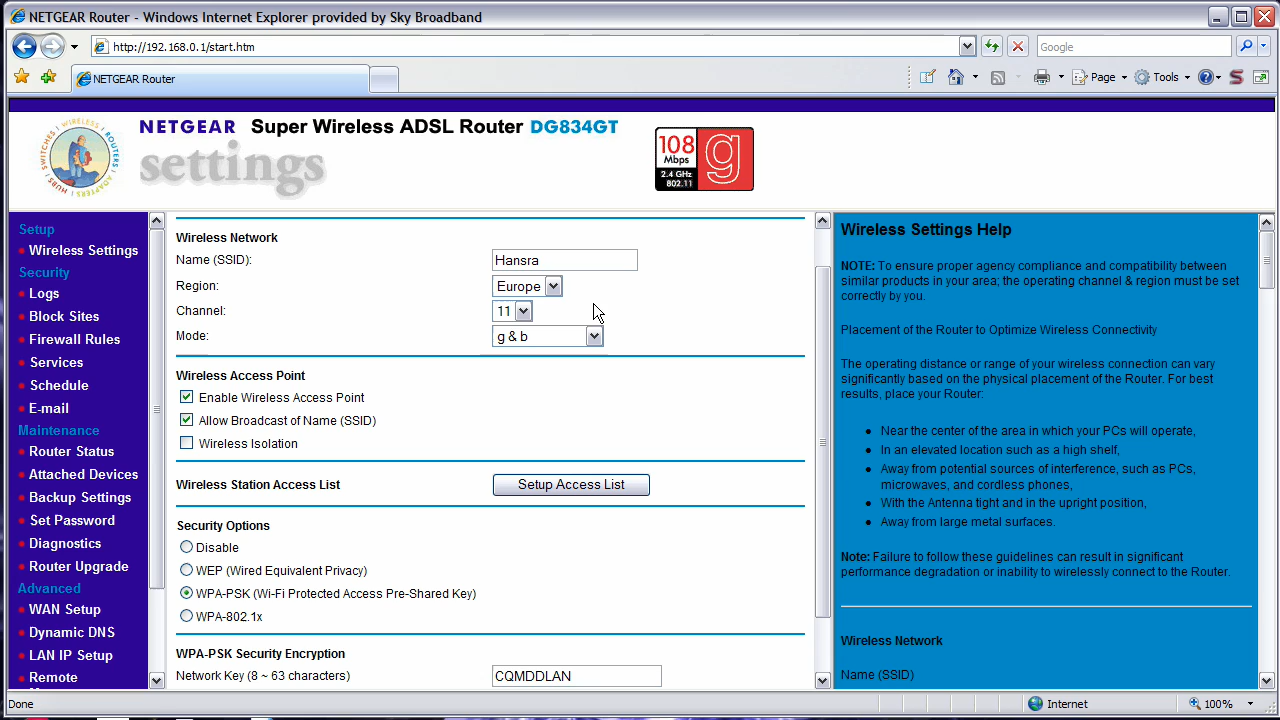 NETGEAR Router - Windows Internet Explorer provided by Sky Broadband
http://192.168.0.1/start.htm
Google
NETGEAR Router
Page
Tools
SWITCHES WIRELESS ROUTERS ADAPTERS HUBS
NETGEAR Super Wireless ADSL Router DG834GT
settings
108
Mbps
2.4 GHz
802.11
g
Setup
Wireless Settings
Security
Logs
Block Sites
Firewall Rules
Services
Schedule
E-mail
Maintenance
Router Status
Attached Devices
Backup Settings
Set Password
Diagnostics
Router Upgrade
Advanced
WAN Setup
Dynamic DNS
LAN IP Setup
Remote
Wireless Network
Name (SSID): Hansra
Region: Europe
Channel: 11
Mode: g & b
Wireless Access Point
Enable Wireless Access Point
Allow Broadcast of Name (SSID)
Wireless Isolation
Wireless Station Access List Setup Access List
Security Options
Disable
WEP (Wired Equivalent Privacy)
WPA-PSK (Wi-Fi Protected Access Pre-Shared Key)
WPA-802.1x
WPA-PSK Security Encryption
Network Key (8 ~ 63 characters) CQMDDLAN
Wireless Settings Help
NOTE: To ensure proper agency compliance and compatibility between
similar products in your area; the operating channel & region must be set
correctly by you.
Placement of the Router to Optimize Wireless Connectivity
The operating distance or range of your wireless connection can vary
significantly based on the physical placement of the Router. For best
results, place your Router:
Near the center of the area in which your PCs will operate,
In an elevated location such as a high shelf,
Away from potential sources of interference, such as PCs,
microwaves, and cordless phones,
With the Antenna tight and in the upright position,
Away from large metal surfaces.
Note: Failure to follow these guidelines can result in significant
performance degradation or inability to wirelessly connect to the Router.
Wireless Network
Name (SSID)
Done
Internet
100%